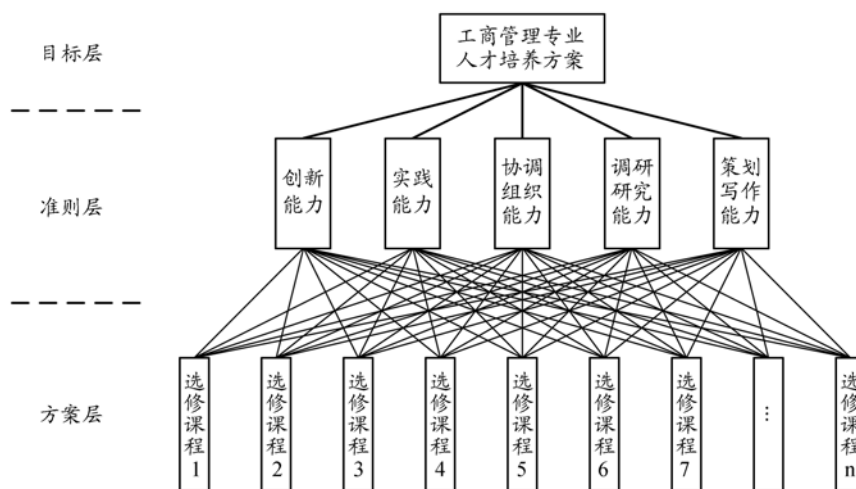 目标层
工商管理专业
人才培养方案
准则层
创新
能力
实践
能力
协调
组织
能力
调研
研究
能力
策划
写作
能力
方案层
选修课程1
选修课程2
选修课程3
选修课程4
选修课程5
选修课程6
选修课程7
⋮
选修课程n